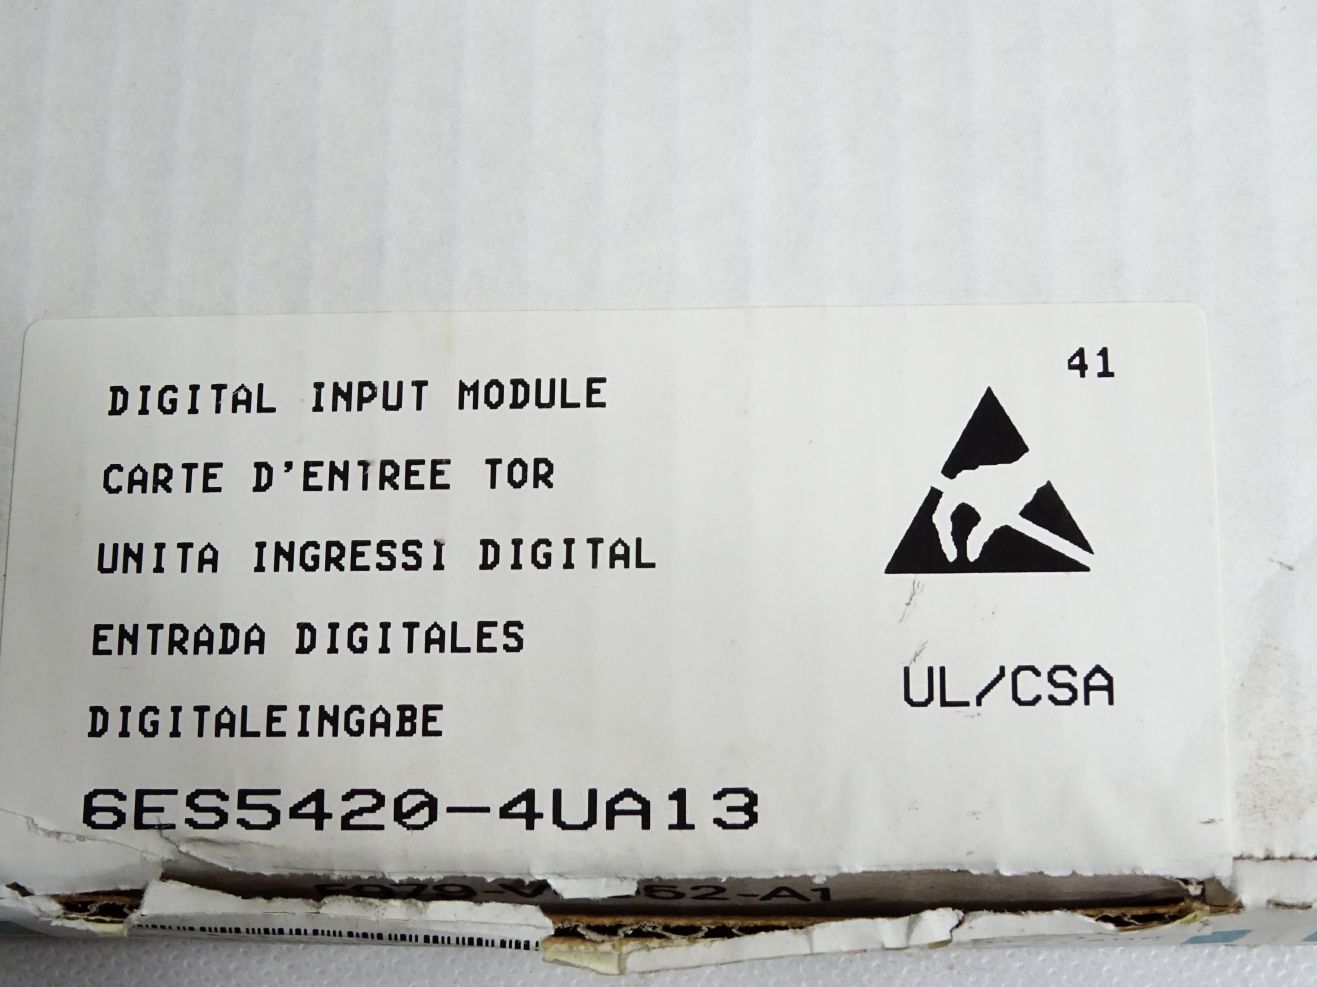 41
DIGITAL INPUT MODULE
CARTE D'ENTREE TOR
UNITA INGRESSI DIGITAL
ENTRADA DIGITALES
DIGITALEINGABE
UL/CSA
6ES5420-4UA13